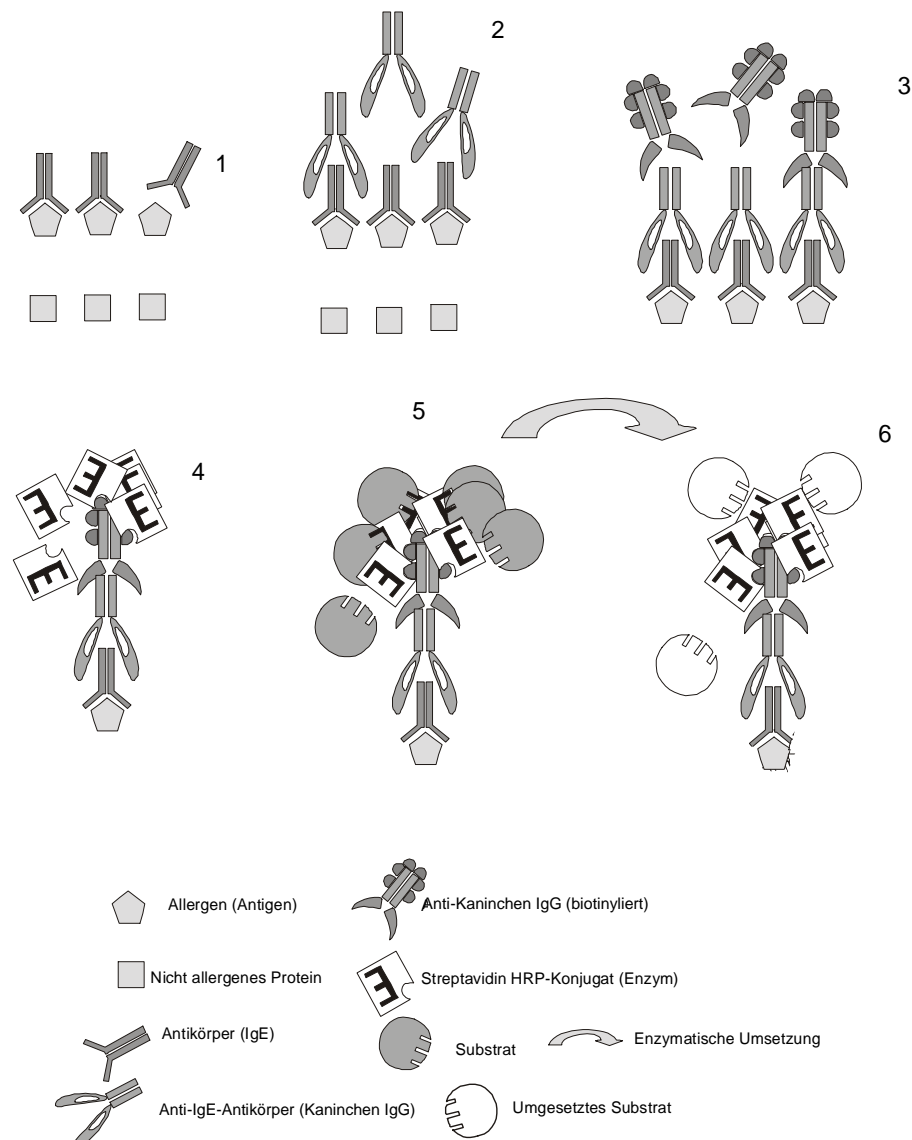 1
2
3
4
5
6
Allergen (Antigen)
Anti-Kaninchen IgG (biotinyliert)
Nicht allergenes Protein
Streptavidin HRP-Konjugat (Enzym)
Antikörper (IgE)
Substrat
Enzymatische Umsetzung
Anti-IgE-Antikörper (Kaninchen IgG)
Umgesetztes Substrat
E
E
E
E
E
E
E
E
E
E
E